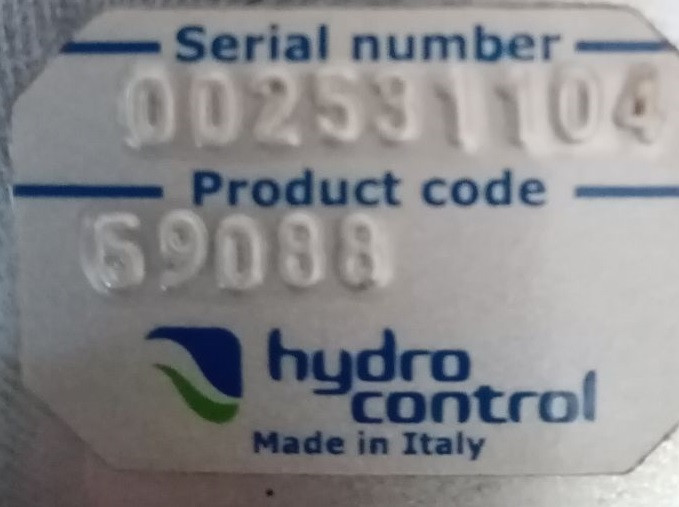 Serial number
002531104
Product code
69088
hydro
control
Made in Italy